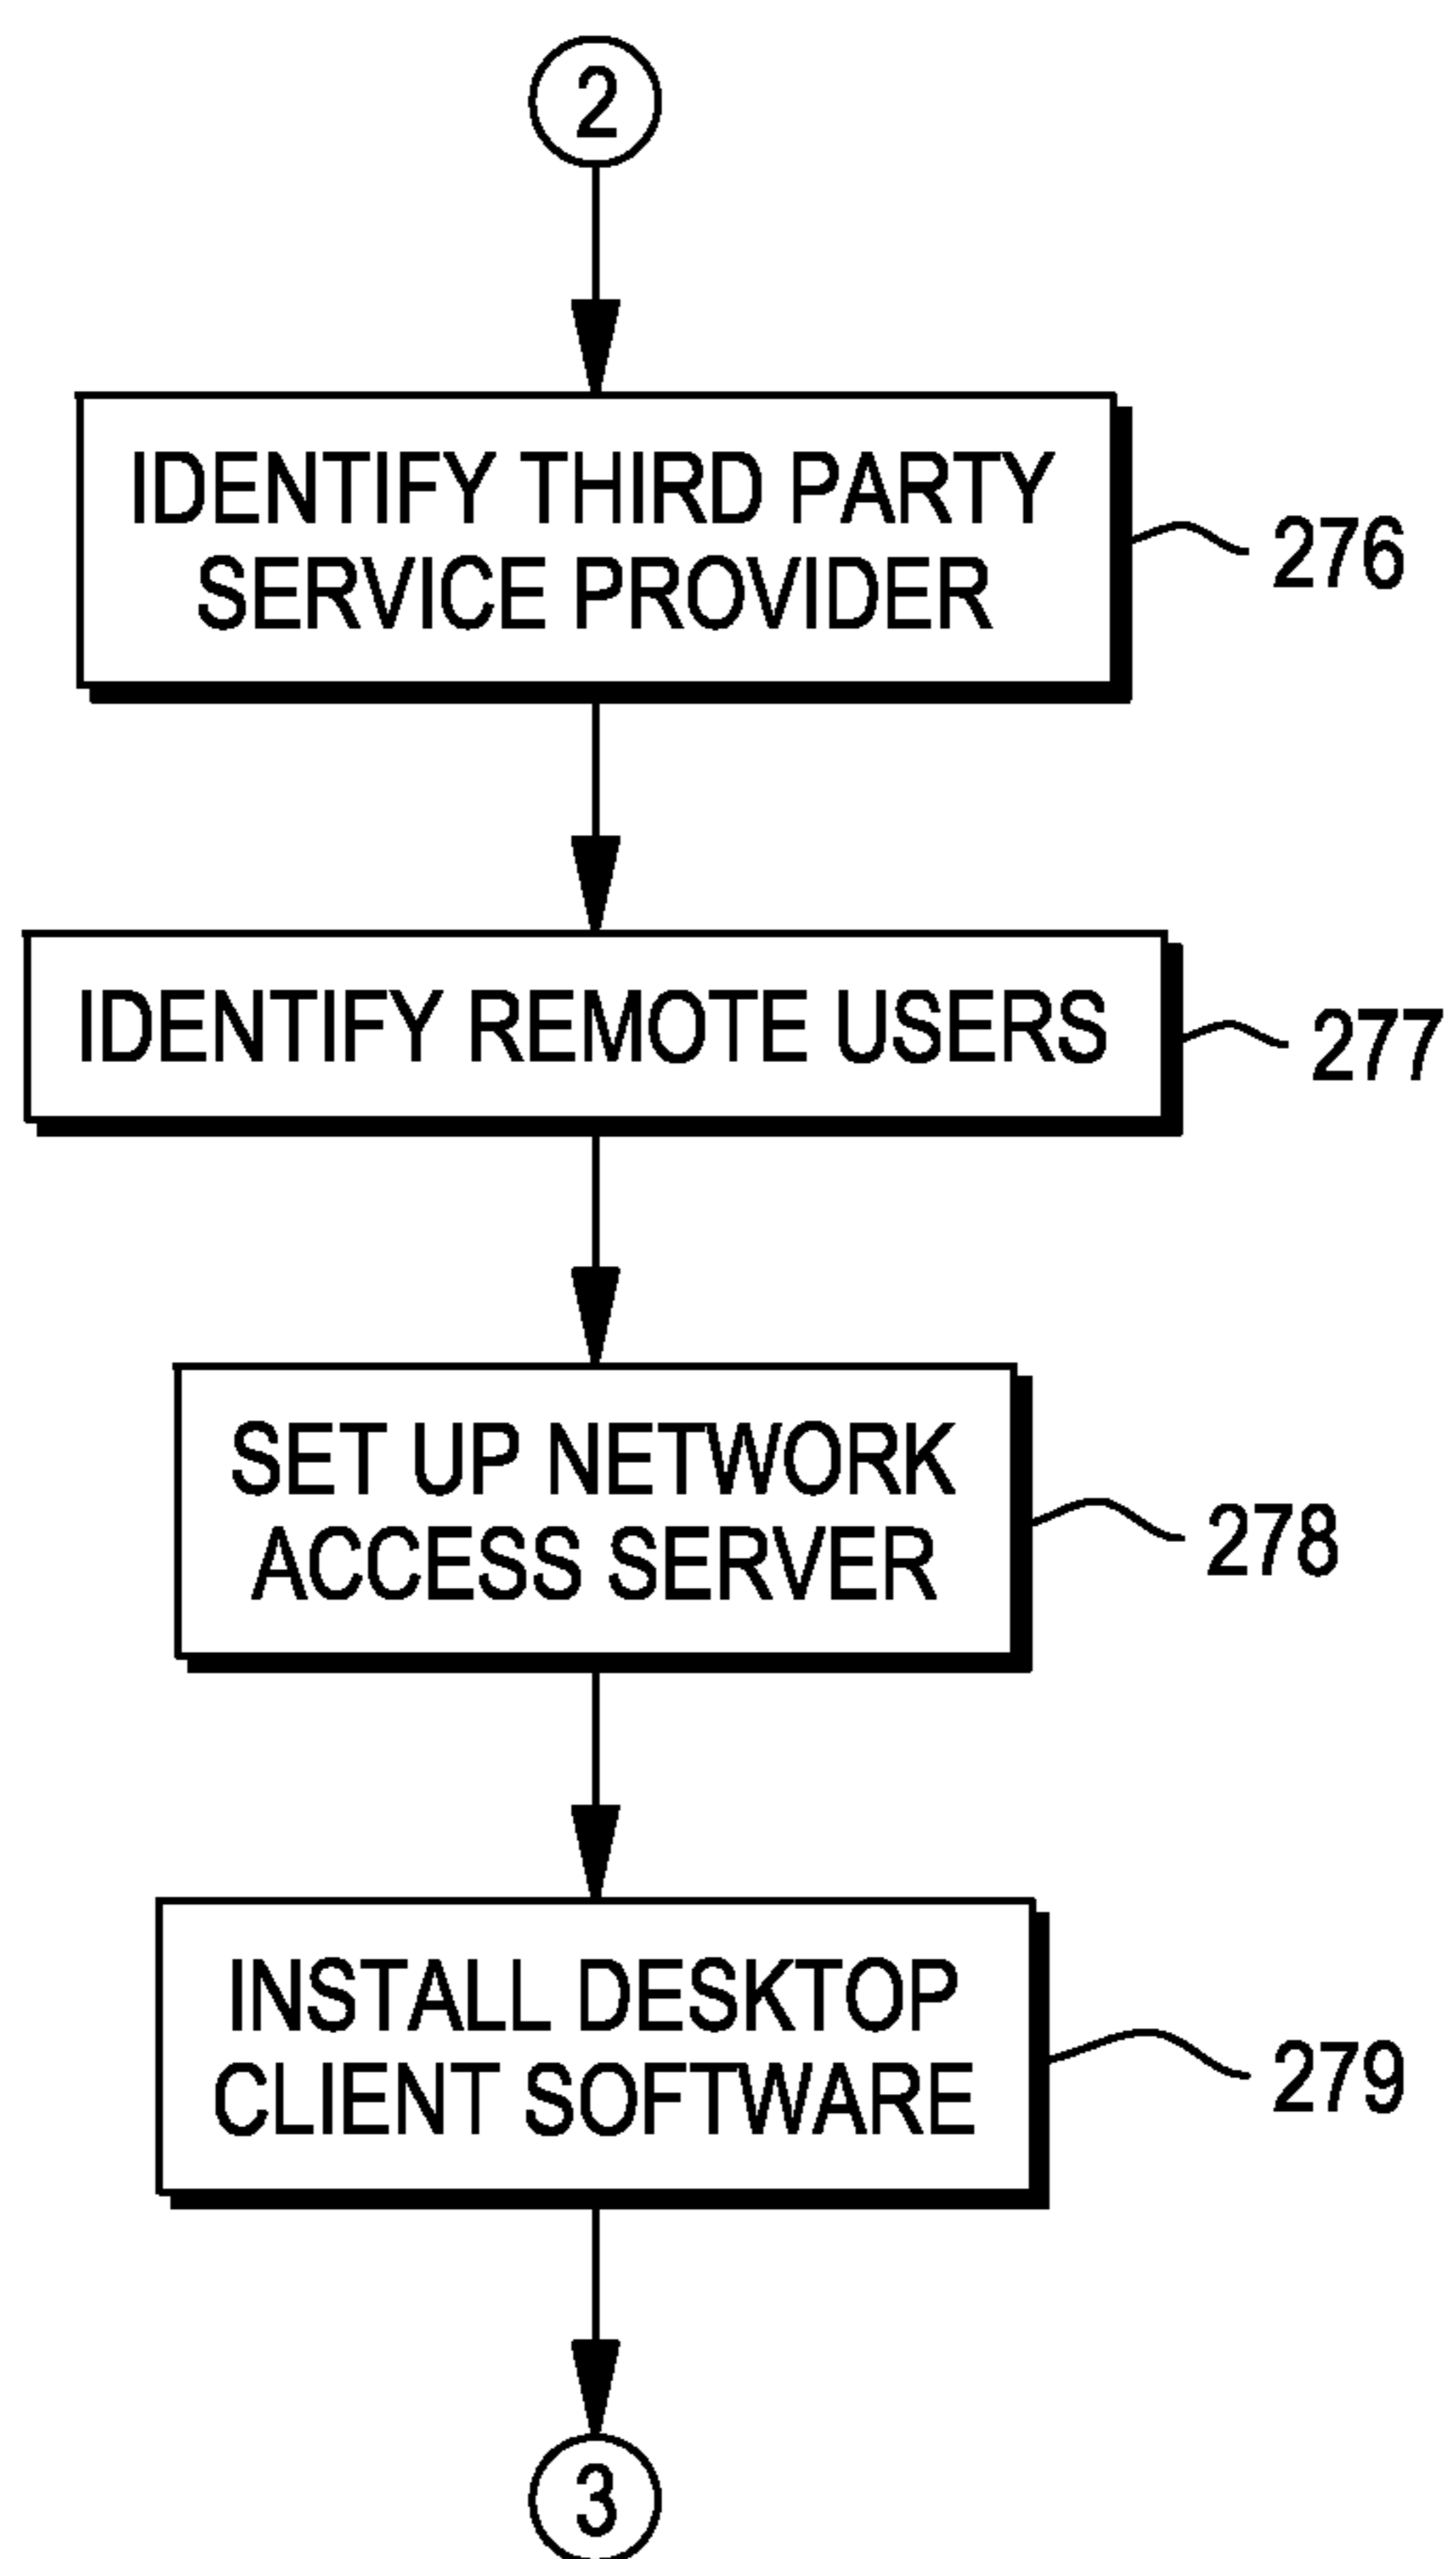 2
IDENTIFY THIRD PARTY
SERVICE PROVIDER
276
IDENTIFY REMOTE USERS
277
SET UP NETWORK
ACCESS SERVER
278
INSTALL DESKTOP
CLIENT SOFTWARE
279
3